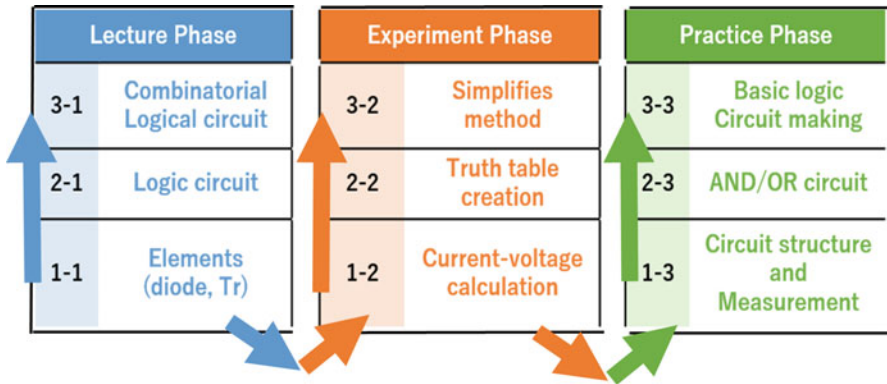 Lecture Phase
3-1 Combinatorial
Logical circuit
2-1 Logic circuit
1-1 Elements
(diode, Tr)
Experiment Phase
3-2 Simplifies
method
2-2 Truth table
creation
1-2 Current-voltage
calculation
Practice Phase
3-3 Basic logic
Circuit making
2-3 AND/OR circuit
1-3 Circuit structure
and
Measurement